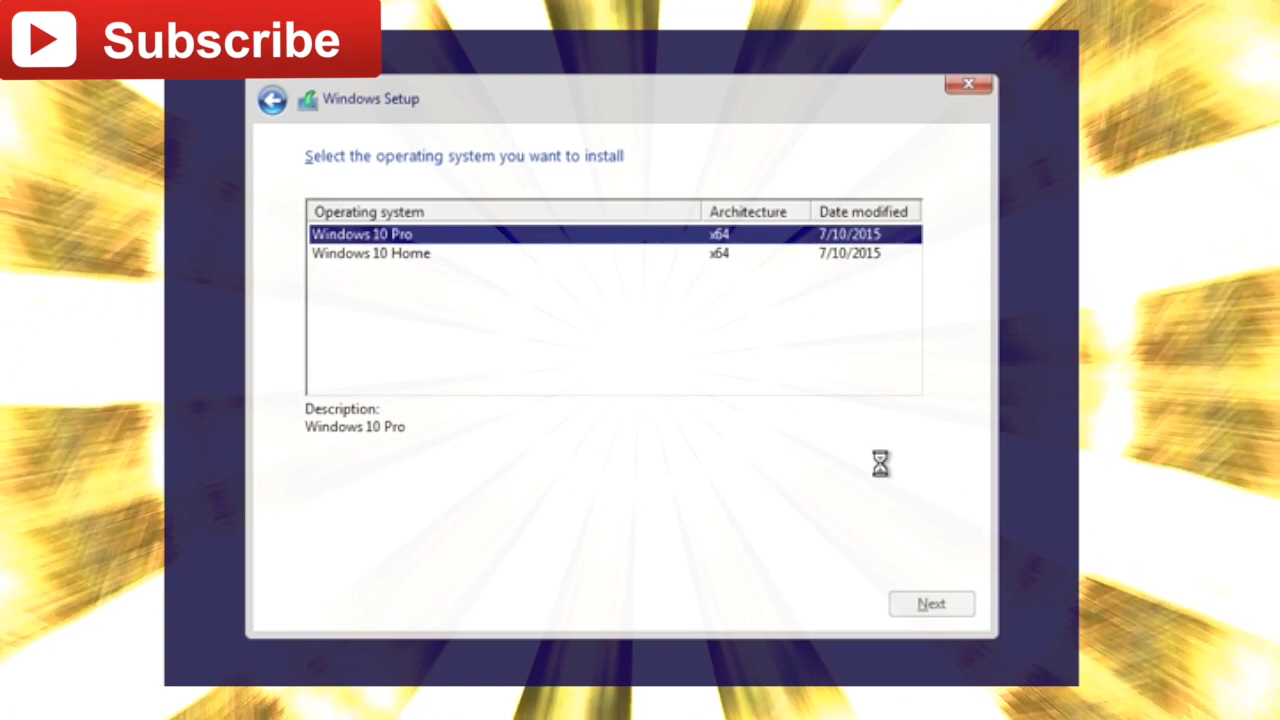 Subscribe
Windows Setup
Select the operating system you want to install
Operating system Architecture Date modified
Windows 10 Pro x64 7/10/2015
Windows 10 Home x64 7/10/2015
Description:
Windows 10 Pro
Next